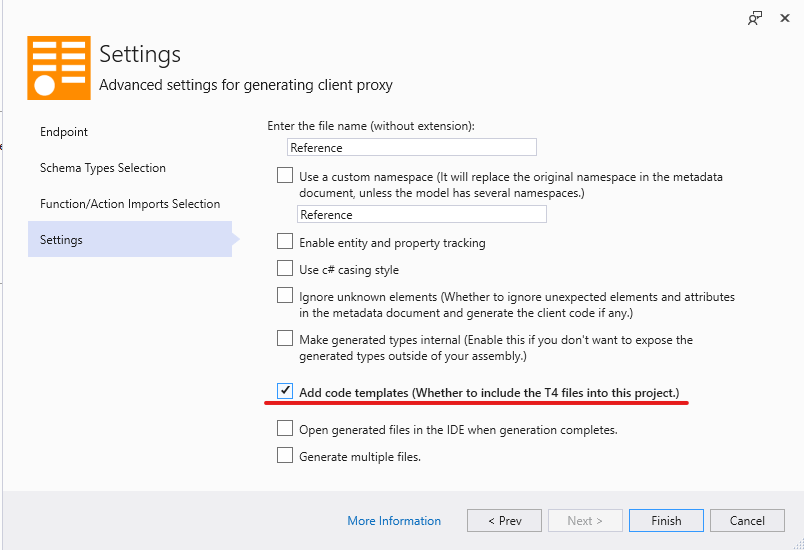 Settings
Advanced settings for generating client proxy
Endpoint
Schema Types Selection
Function/Action Imports Selection
Settings
Enter the file name (without extension):
Reference
Use a custom namespace (It will replace the original namespace in the metadata
document, unless the model has several namespaces.)
Reference
Enable entity and property tracking
Use c# casing style
Ignore unknown elements (Whether to ignore unexpected elements and attributes
in the metadata document and generate the client code if any.)
Make generated types internal (Enable this if you don't want to expose the
generated types outside of your assembly.)
Add code templates (Whether to include the T4 files into this project.)
Open generated files in the IDE when generation completes.
Generate multiple files.
More Information
< Prev
Next >
Finish
Cancel